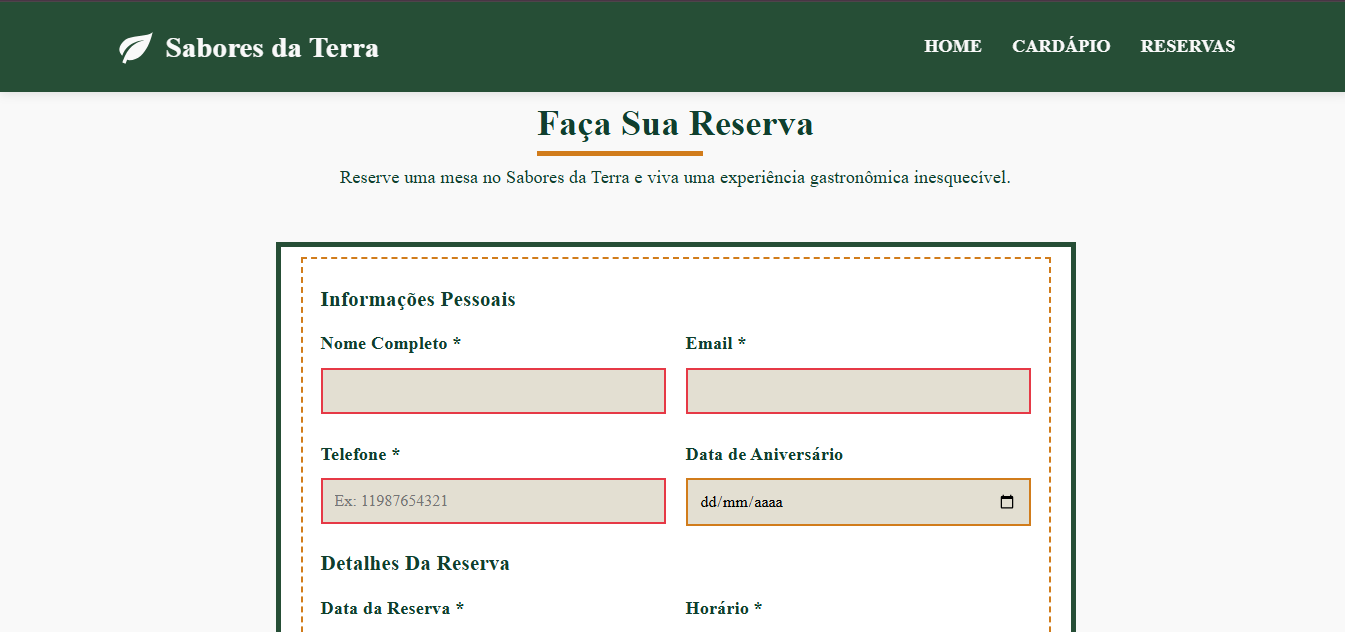 Sabores da Terra
HOME CARDÁPIO RESERVAS
Faça Sua Reserva
Reserve uma mesa no Sabores da Terra e viva uma experiência gastronômica inesquecível.
Informações Pessoais
Nome Completo * Email *
Telefone * Data de Aniversário
Ex: 11987654321 dd/mm/aaaa
Detalhes Da Reserva
Data da Reserva * Horário *